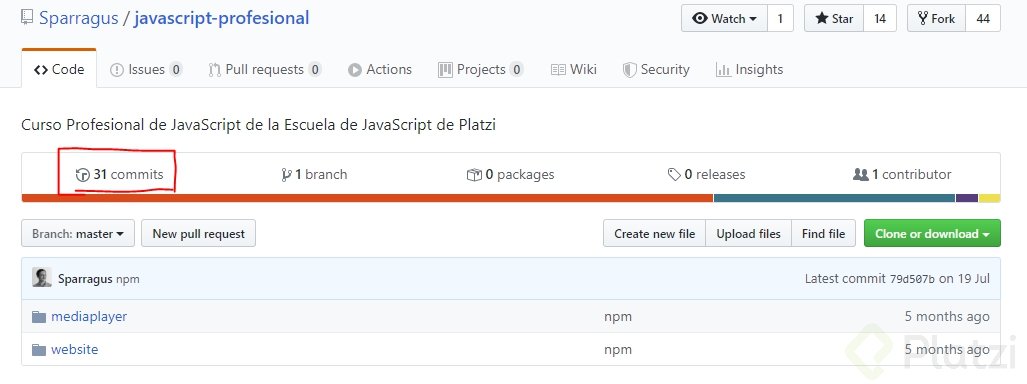 Sparragus / javascript-profesional
Watch 1 Star 14 Fork 44
Code Issues 0 Pull requests 0 Actions Projects 0 Wiki Security Insights
Curso Profesional de JavaScript de la Escuela de JavaScript de Platzi
31 commits 1 branch 0 packages 0 releases 1 contributor
Branch: master New pull request Create new file Upload files Find file Clone or download
Sparragus npm Latest commit 79d507b on 19 Jul
mediaplayer npm 5 months ago
website npm 5 months ago
Platzi